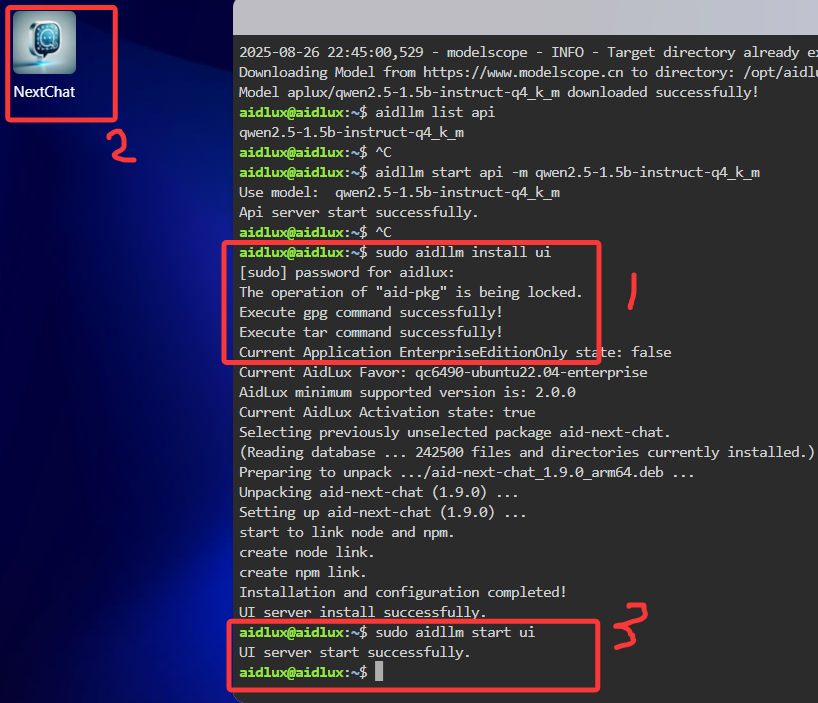 NextChat
2
2025-08-26 22:45:00,529 - modelscope - INFO - Target directory already ex
Downloading Model from https://www.modelscope.cn to directory: /opt/aidlu
Model aplux/qwen2.5-1.5b-instruct-q4_k_m downloaded successfully!
aidlux@aidlux:~$ aidllm list api
qwen2.5-1.5b-instruct-q4_k_m
aidlux@aidlux:~$ ^C
aidlux@aidlux:~$ aidllm start api -m qwen2.5-1.5b-instruct-q4_k_m
Use model:  qwen2.5-1.5b-instruct-q4_k_m
Api server start successfully.
aidlux@aidlux:~$ ^C
aidlux@aidlux:~$ sudo aidllm install ui
[sudo] password for aidlux:
The operation of "aid-pkg" is being locked.
1
Execute gpg command successfully!
Execute tar command successfully!
Current Application EnterpriseEditionOnly state: false
Current AidLux Favor: qc6490-ubuntu22.04-enterprise
AidLux minimum supported version is: 2.0.0
Current AidLux Activation state: true
Selecting previously unselected package aid-next-chat.
(Reading database ... 242500 files and directories currently installed.)
Preparing to unpack .../aid-next-chat_1.9.0_arm64.deb ...
Unpacking aid-next-chat (1.9.0) ...
Setting up aid-next-chat (1.9.0) ...
start to link node and npm.
create node link.
create npm link.
Installation and configuration completed!
UI server install successfully.
aidlux@aidlux:~$ sudo aidllm start ui
3
UI server start successfully.
aidlux@aidlux:~$